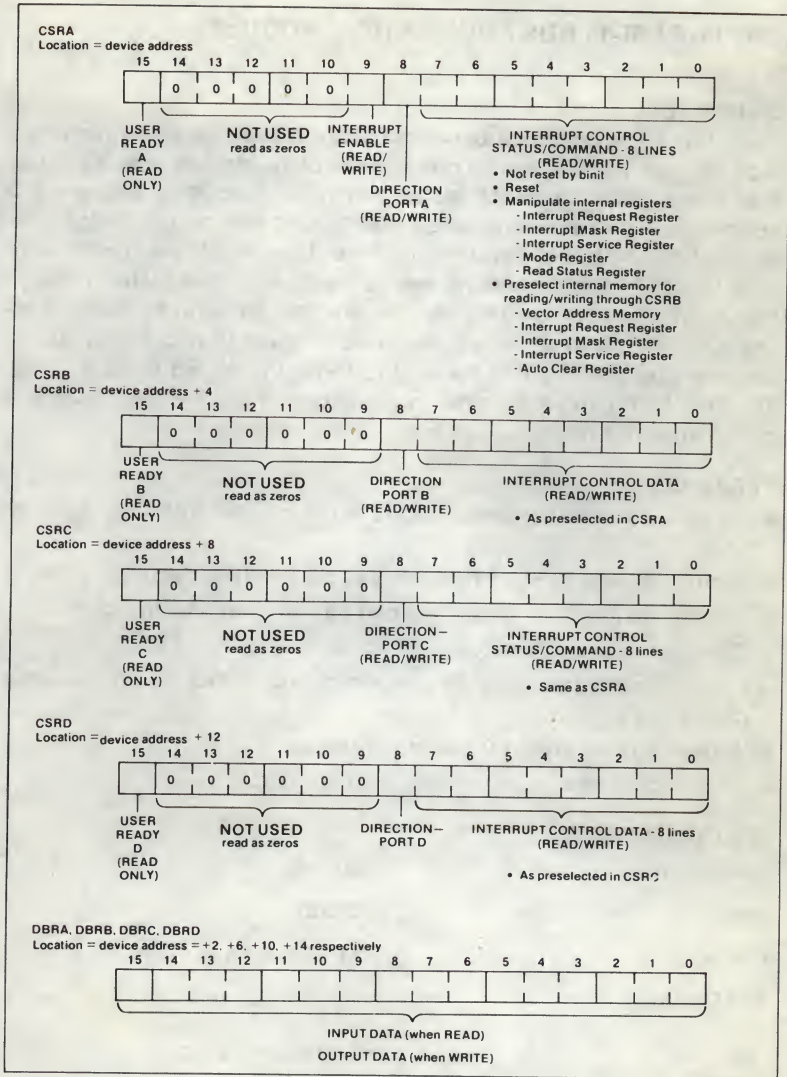 CSRA
Location = device address
15 14 13 12 11 10 9 8 7 6 5 4 3 2 1 0
0 0 0 0 0
USER READY A (READ ONLY)
NOT USED
read as zeros
INTERRUPT ENABLE (READ/ WRITE)
DIRECTION PORT A (READ/WRITE)
INTERRUPT CONTROL
STATUS/COMMAND - 8 LINES
(READ/WRITE)
• Not reset by binit
• Reset
• Manipulate internal registers
- Interrupt Request Register
- Interrupt Mask Register
- Interrupt Service Register
- Mode Register
- Read Status Register
• Preselect internal memory for
reading/writing through CSRB
- Vector Address Memory
- Interrupt Request Register
- Interrupt Mask Register
- Interrupt Service Register
- Auto Clear Register
CSRB
Location = device address + 4
15 14 13 12 11 10 9 8 7 6 5 4 3 2 1 0
0 0 0 0 0 0
USER READY B (READ ONLY)
NOT USED
read as zeros
DIRECTION PORT B (READ/WRITE)
INTERRUPT CONTROL DATA
(READ/WRITE)
• As preselected in CSRA
CSRC
Location = device address + 8
15 14 13 12 11 10 9 8 7 6 5 4 3 2 1 0
0 0 0 0 0 0
USER READY C (READ ONLY)
NOT USED
read as zeros
DIRECTION— PORT C (READ/WRITE)
INTERRUPT CONTROL
STATUS/COMMAND - 8 lines
(READ/WRITE)
• Same as CSRA
CSRD
Location = device address + 12
15 14 13 12 11 10 9 8 7 6 5 4 3 2 1 0
0 0 0 0 0 0
USER READY D (READ ONLY)
NOT USED
read as zeros
DIRECTION— PORT D
INTERRUPT CONTROL DATA - 8 lines
(READ/WRITE)
• As preselected in CSRC
DBRA, DBRB, DBRC, DBRD
Location = device address = +2, +6, +10, +14 respectively
15 14 13 12 11 10 9 8 7 6 5 4 3 2 1 0
INPUT DATA (when READ)
OUTPUT DATA (when WRITE)